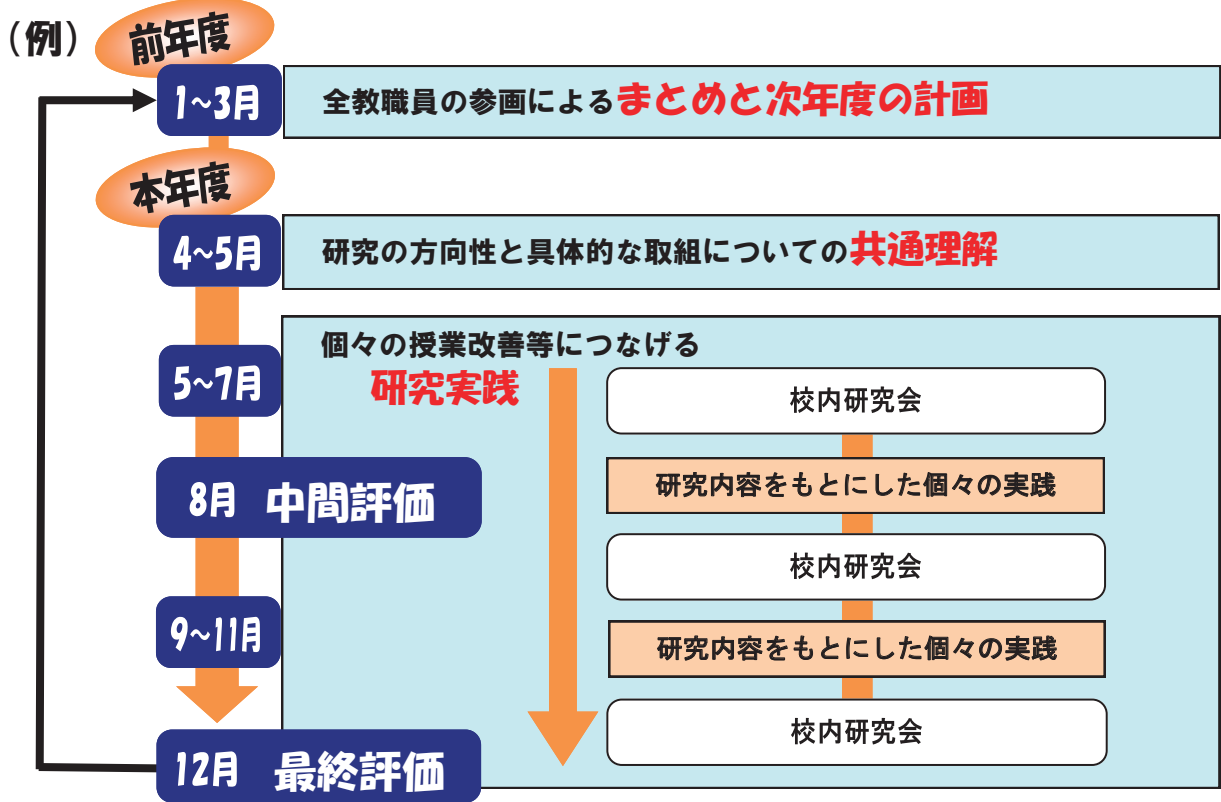 (例)
前年度
1~3月
全教職員の参画によるまとめと次年度の計画
本年度
4~5月
研究の方向性と具体的な取組についての共通理解
個々の授業改善等につなげる
5~7月
研究実践
校内研究会
8月 中間評価
研究内容をもとにした個々の実践
校内研究会
9~11月
研究内容をもとにした個々の実践
校内研究会
12月 最終評価